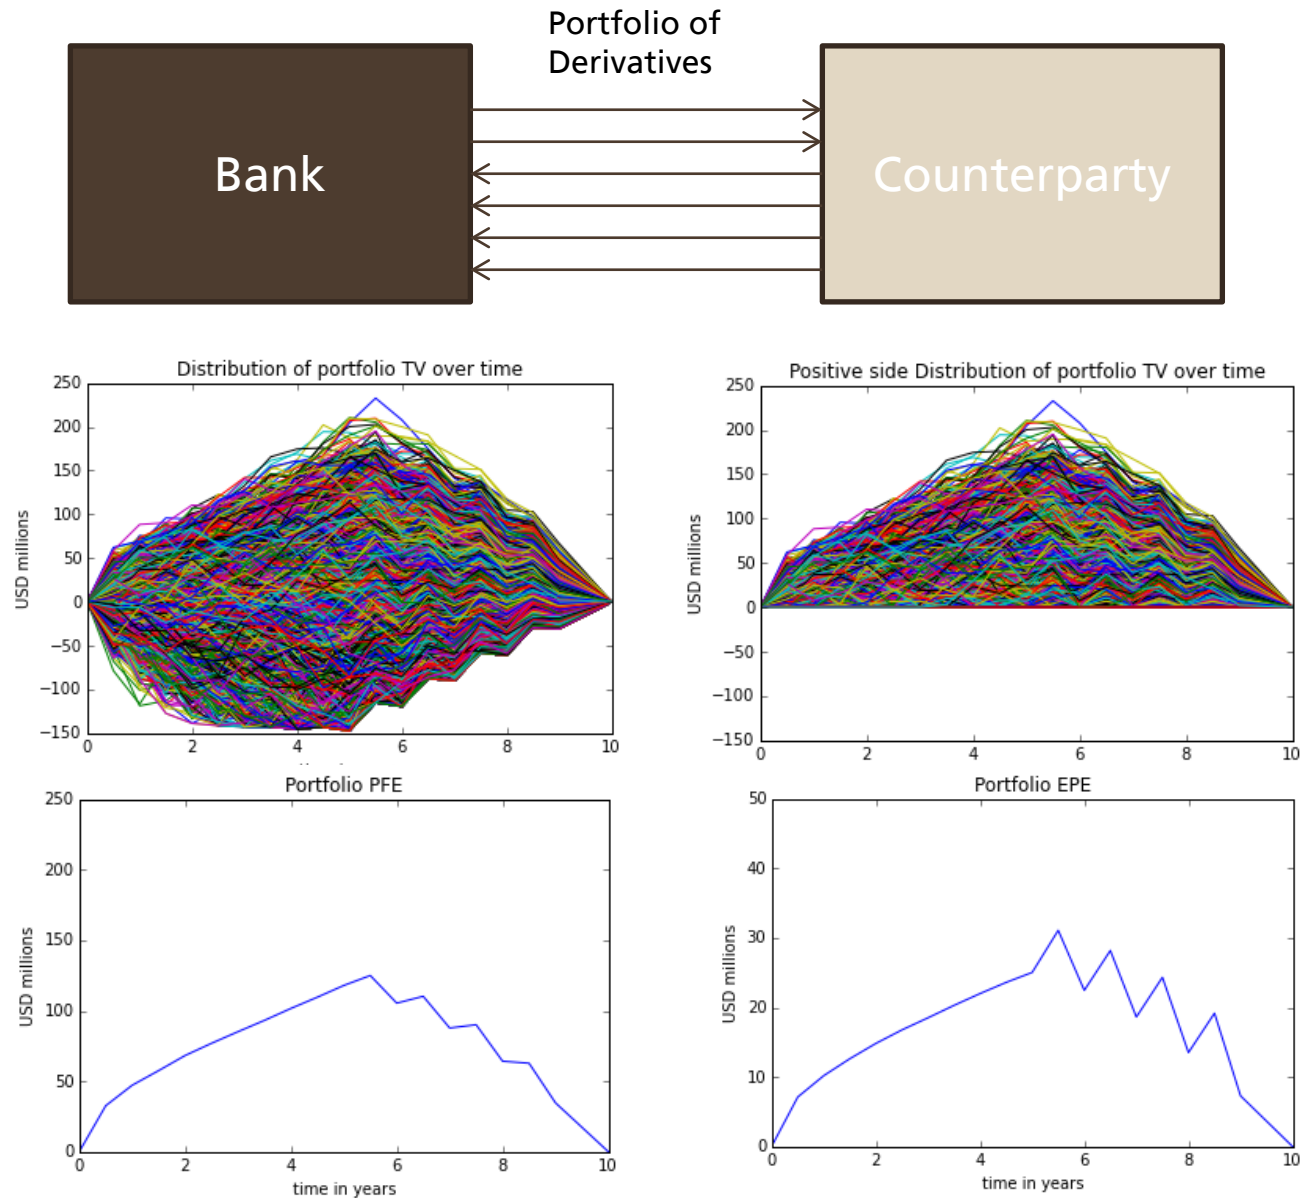 Portfolio of
Derivatives
Bank
Counterparty
Distribution of portfolio TV over time
250
200
150
100
50
0
−50
−100
−150
USD millions
0 2 4 6 8 10
Positive side Distribution of portfolio TV over time
250
200
150
100
50
0
−50
−100
−150
USD millions
0 2 4 6 8 10
Portfolio PFE
250
200
150
100
50
0
USD millions
0 2 4 6 8 10
time in years
Portfolio EPE
50
40
30
20
10
0
USD millions
0 2 4 6 8 10
time in years